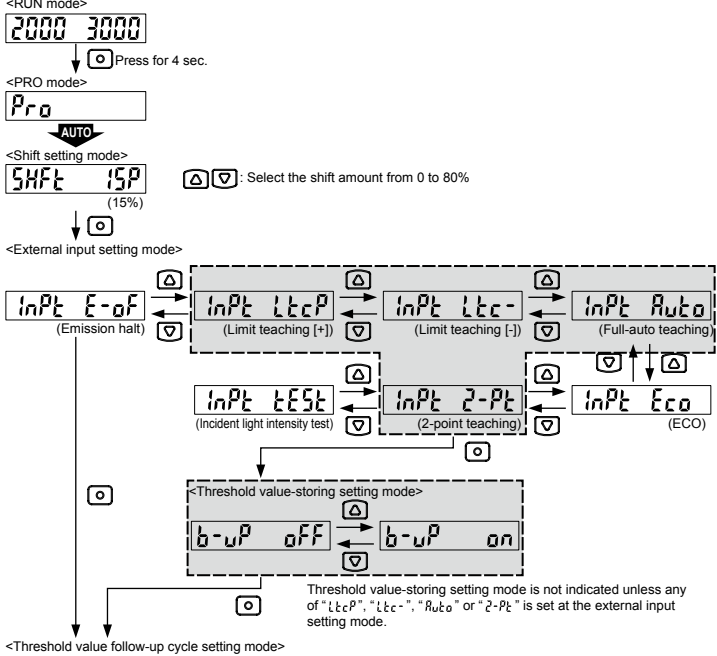 <RUN mode>
2000 3000
Press for 4 sec.
<PRO mode>
Pro
AUTO
<Shift setting mode>
SHFt 15P
: Select the shift amount from 0 to 80%
(15%)
<External input setting mode>
InPt E-oF
InPt LtcP
InPt Ltc-
InPt Auto
(Emission halt)
(Limit teaching [+])
(Limit teaching [-])
(Full-auto teaching)
InPt tESt
InPt 2-Pt
InPt Eco
(Incident light intensity test)
(2-point teaching)
(ECO)
<Threshold value-storing setting mode>
b-uP oFF
b-uP on
Threshold value-storing setting mode is not indicated unless any
of “LtcP”, “Ltc-”, “Auto” or “2-Pt” is set at the external input
setting mode.
<Threshold value follow-up cycle setting mode>